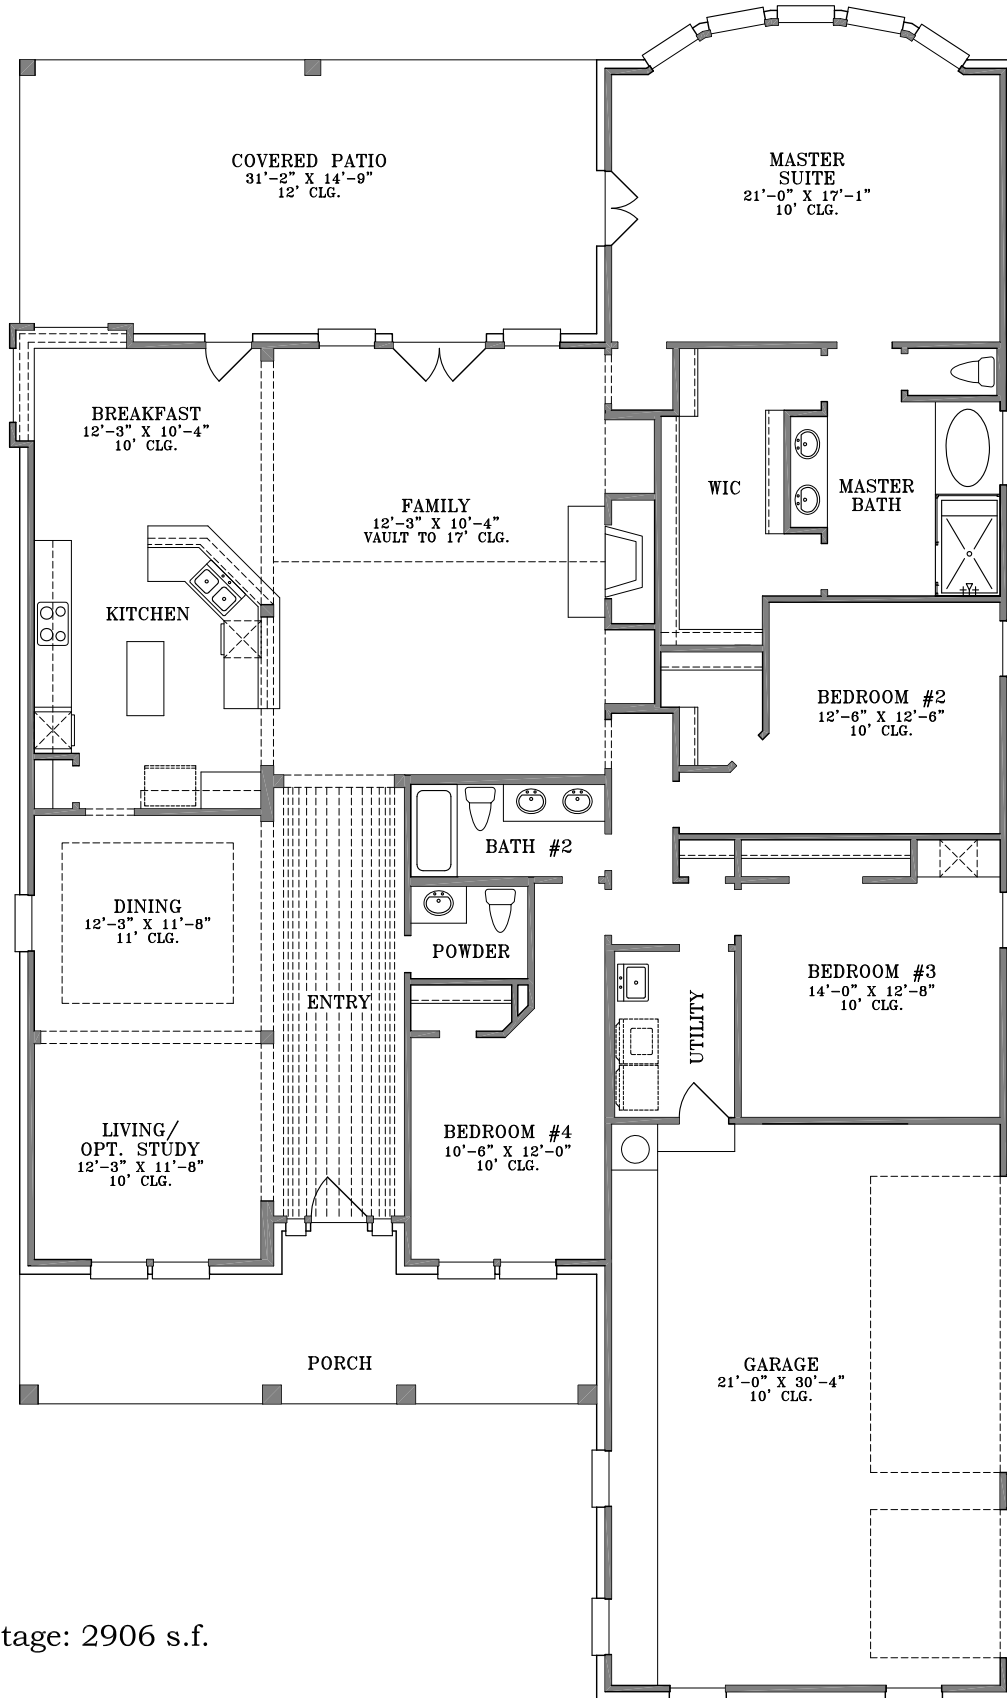 COVERED PATIO
31'-2" X 14'-9"
12' CLG.
MASTER
SUITE
21'-0" X 17'-1"
10' CLG.
BREAKFAST
12'-3" X 10'-4"
10' CLG.
FAMILY
12'-3" X 10'-4"
VAULT TO 17' CLG.
WIC
MASTER
BATH
KITCHEN
BEDROOM #2
12'-6" X 12'-6"
10' CLG.
BATH #2
DINING
12'-3" X 11'-8"
11' CLG.
POWDER
ENTRY
BEDROOM #3
14'-0" X 12'-8"
10' CLG.
UTILITY
LIVING/
OPT. STUDY
12'-3" X 11'-8"
10' CLG.
BEDROOM #4
10'-6" X 12'-0"
10' CLG.
PORCH
GARAGE
21'-0" X 30'-4"
10' CLG.
tage: 2906 s.f.